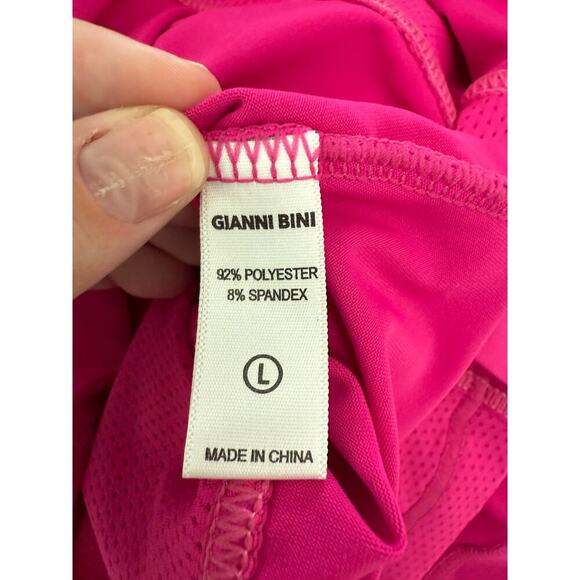 GIANNI BINI
92% POLYESTER
8% SPANDEX
L
MADE IN CHINA